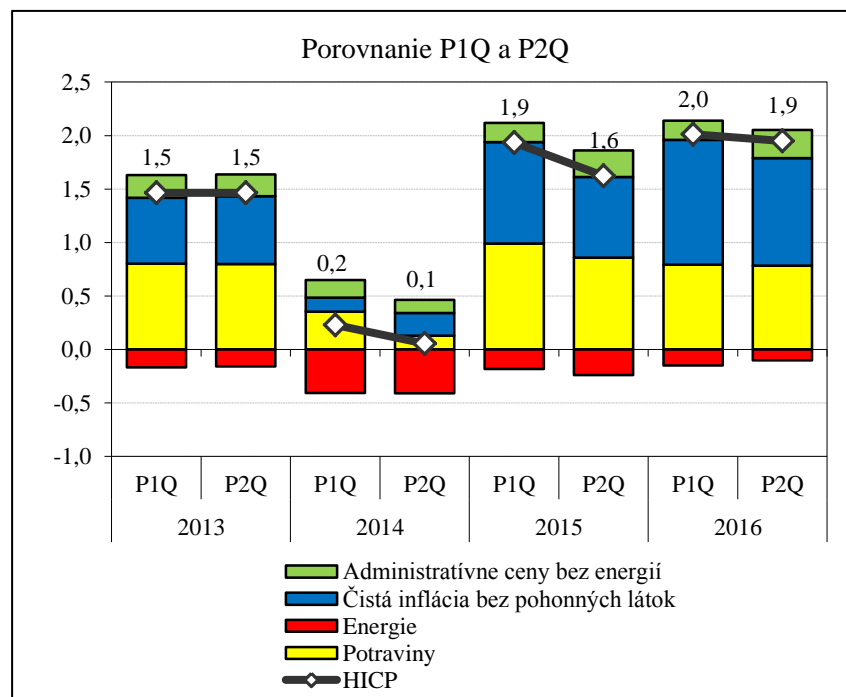 Porovnanie P1Q a P2Q
2,5
2,0
1,5
1,0
0,5
0,0
-0,5
-1,0
1,5
1,5
0,2
0,1
1,9
1,6
2,0
1,9
P1Q P2Q P1Q P2Q P1Q P2Q P1Q P2Q
2013 2014 2015 2016
Administratívne ceny bez energií
Čistá inflácia bez pohonných látok
Energie
Potraviny
HICP